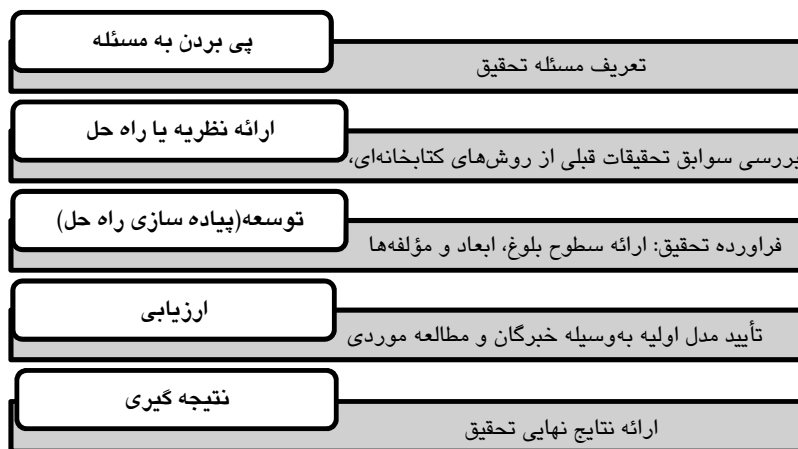 پی بردن به مسئله
تعریف مسئله تحقیق
ارائه نظریه یا راه حل
بررسی سوابق تحقیقات قبلی از روش‌های کتابخانه‌ای،
توسعه(پیاده سازی راه حل)
فراورده تحقیق: ارائه سطوح بلوغ، ابعاد و مؤلفه‌ها
ارزیابی
تأیید مدل اولیه به‌وسیله خبرگان و مطالعه موردی
نتیجه گیری
ارائه نتایج نهایی تحقیق